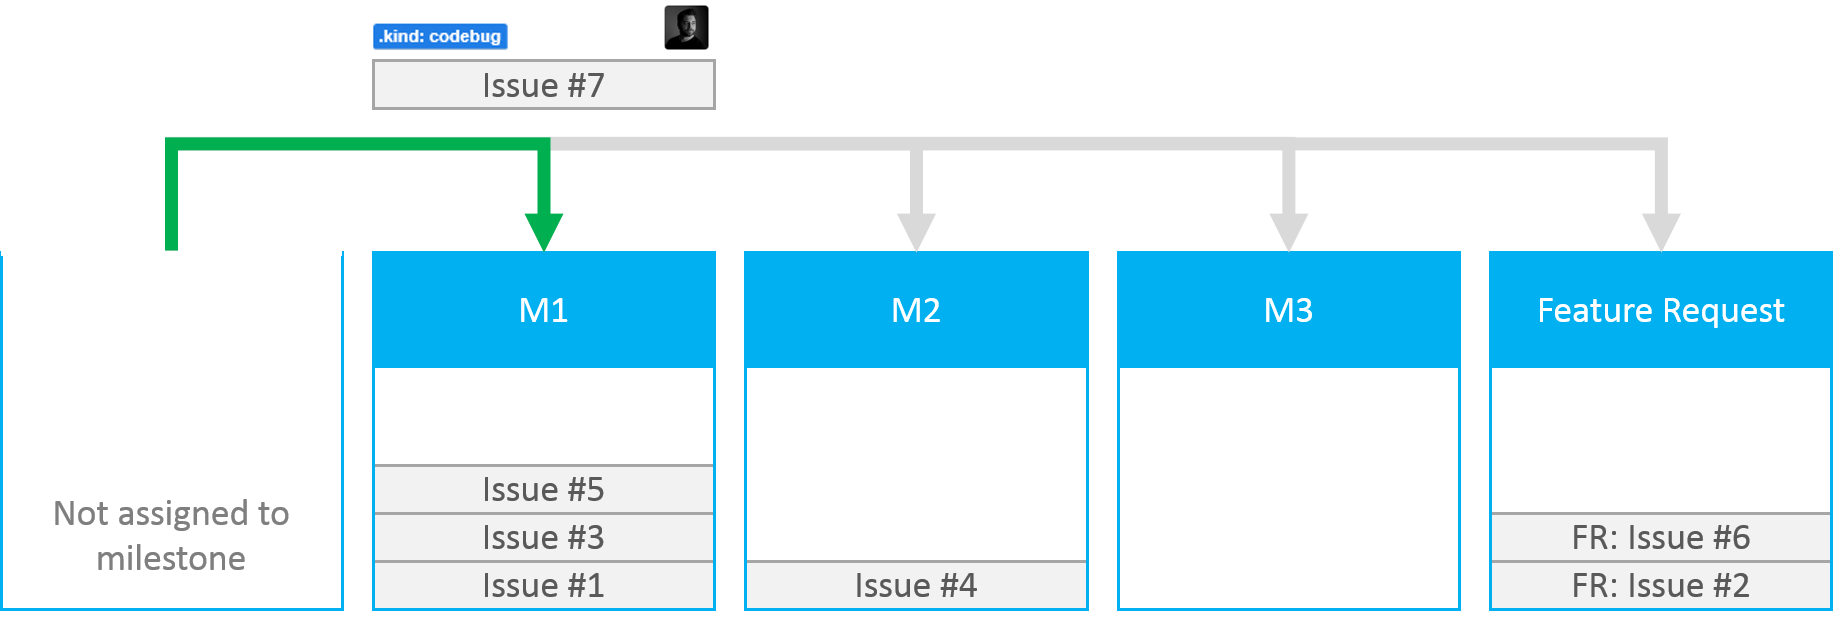 .kind: codebug
Issue #7
M1
M2
M3
Feature Request
Not assigned to
milestone
Issue #5
Issue #3
Issue #1
Issue #4
FR: Issue #6
FR: Issue #2